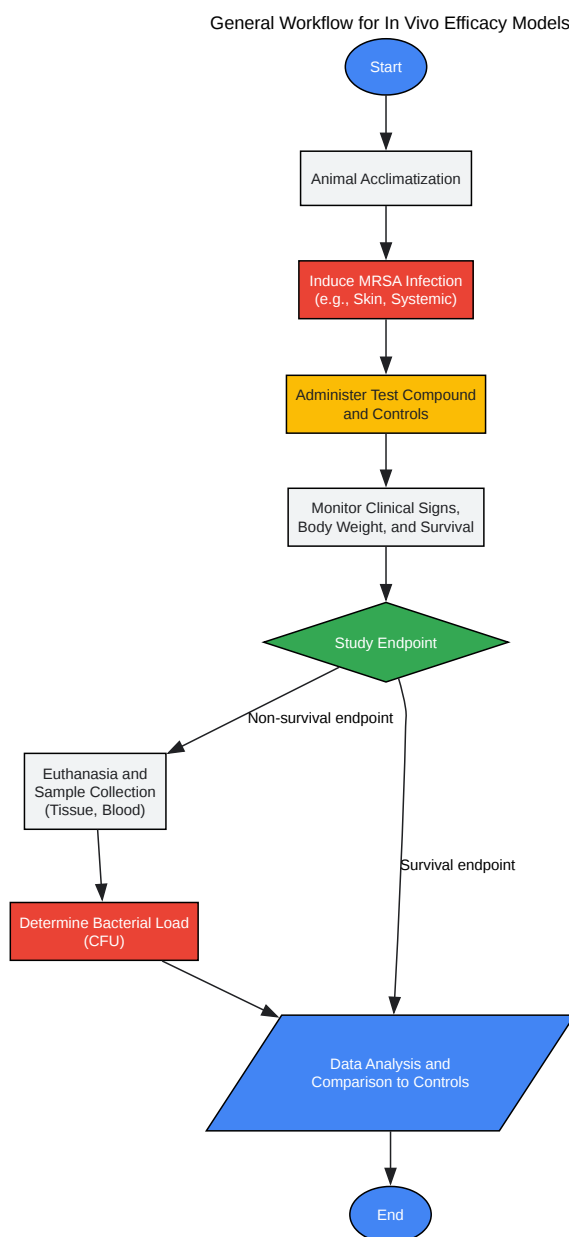 General Workflow for In Vivo Efficacy Models
Start
Animal Acclimatization
Induce MRSA Infection
(e.g., Skin, Systemic)
Administer Test Compound
and Controls
Monitor Clinical Signs,
Body Weight, and Survival
Study Endpoint
Non-survival endpoint
Euthanasia and
Sample Collection
(Tissue, Blood)
Survival endpoint
Determine Bacterial Load
(CFU)
Data Analysis and
Comparison to Controls
End